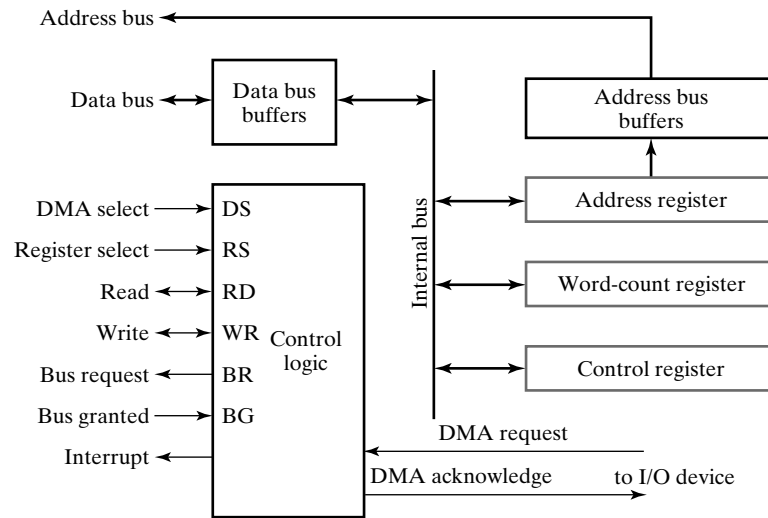 Address bus
Data bus
Data bus
buffers
Address bus
buffers
Internal bus
Address register
Word-count register
Control register
DMA select
DS
Register select
RS
Read
RD
Write
WR
Bus request
BR
Bus granted
BG
Interrupt
Control
logic
DMA request
DMA acknowledge
to I/O device